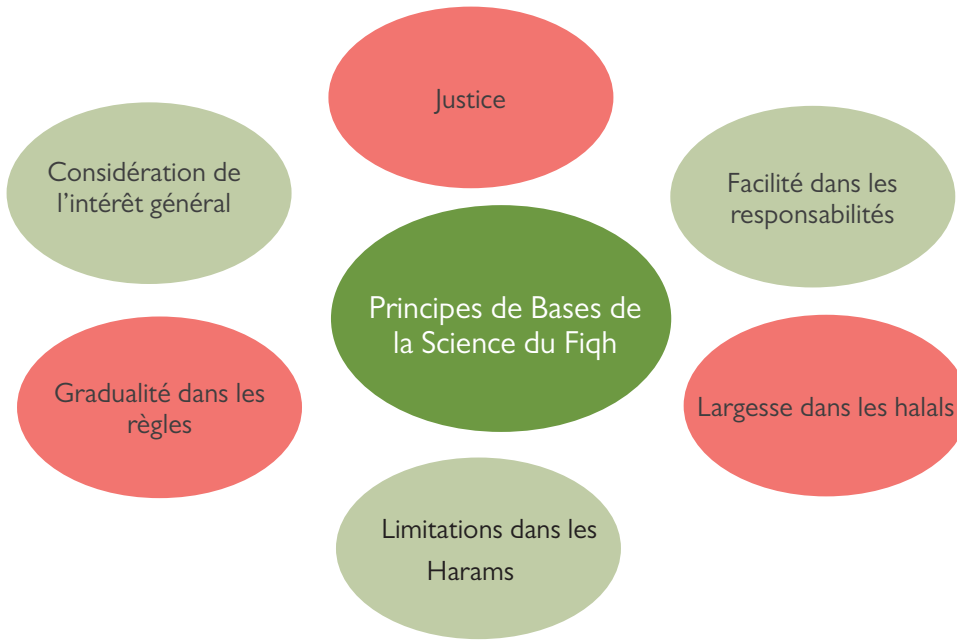 Justice
Considération de
l’intérêt général
Facilité dans les
responsabilités
Principes de Bases de
la Science du Fiqh
Gradualité dans les
règles
Largesse dans les halals
Limitations dans les
Harams